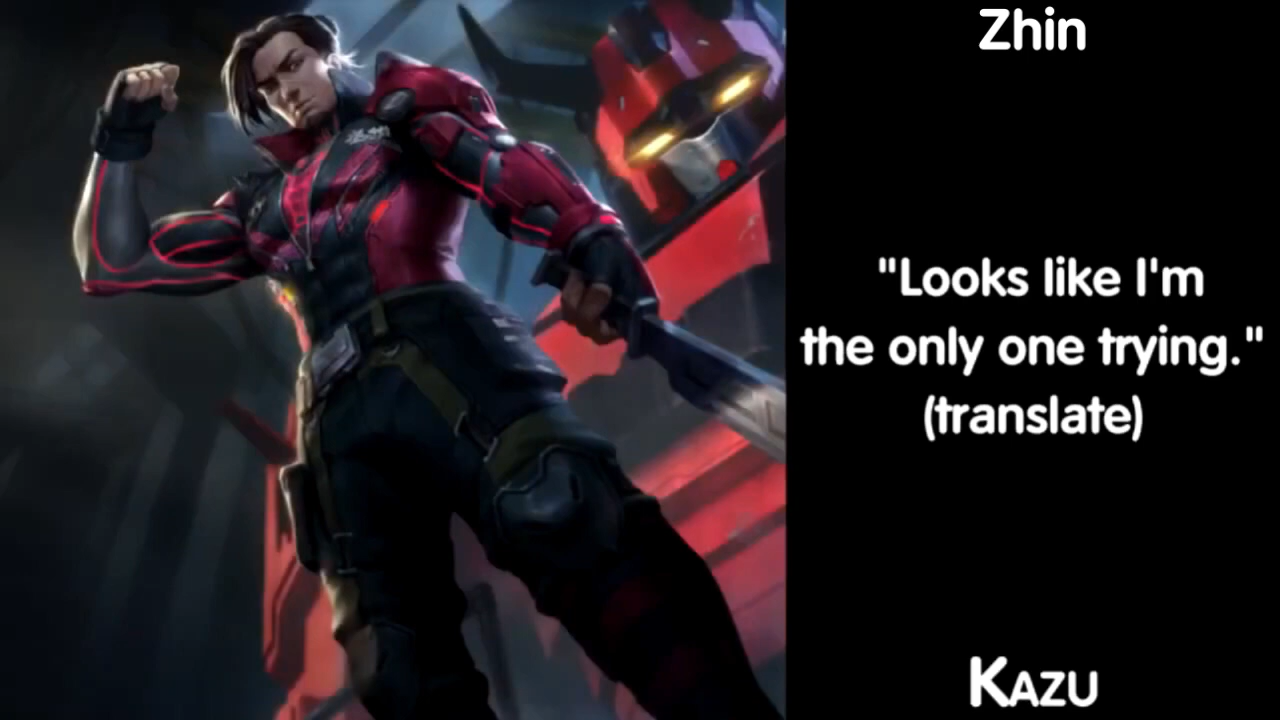 Zhin
"Looks like I'm
the only one trying."
(translate)
KAZU